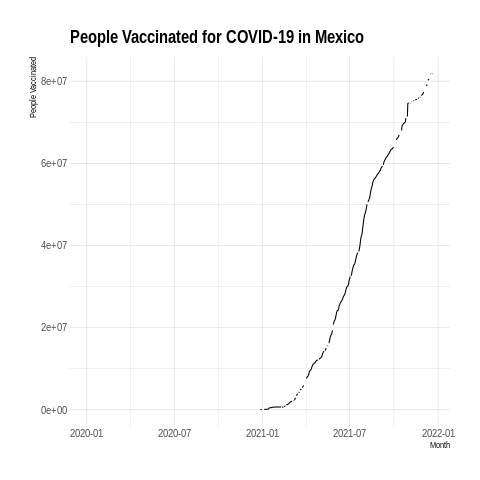 People Vaccinated for COVID-19 in Mexico
People Vaccinated
8e+07
6e+07
4e+07
2e+07
0e+00
2020-01 2020-07 2021-01 2021-07 2022-01
Month